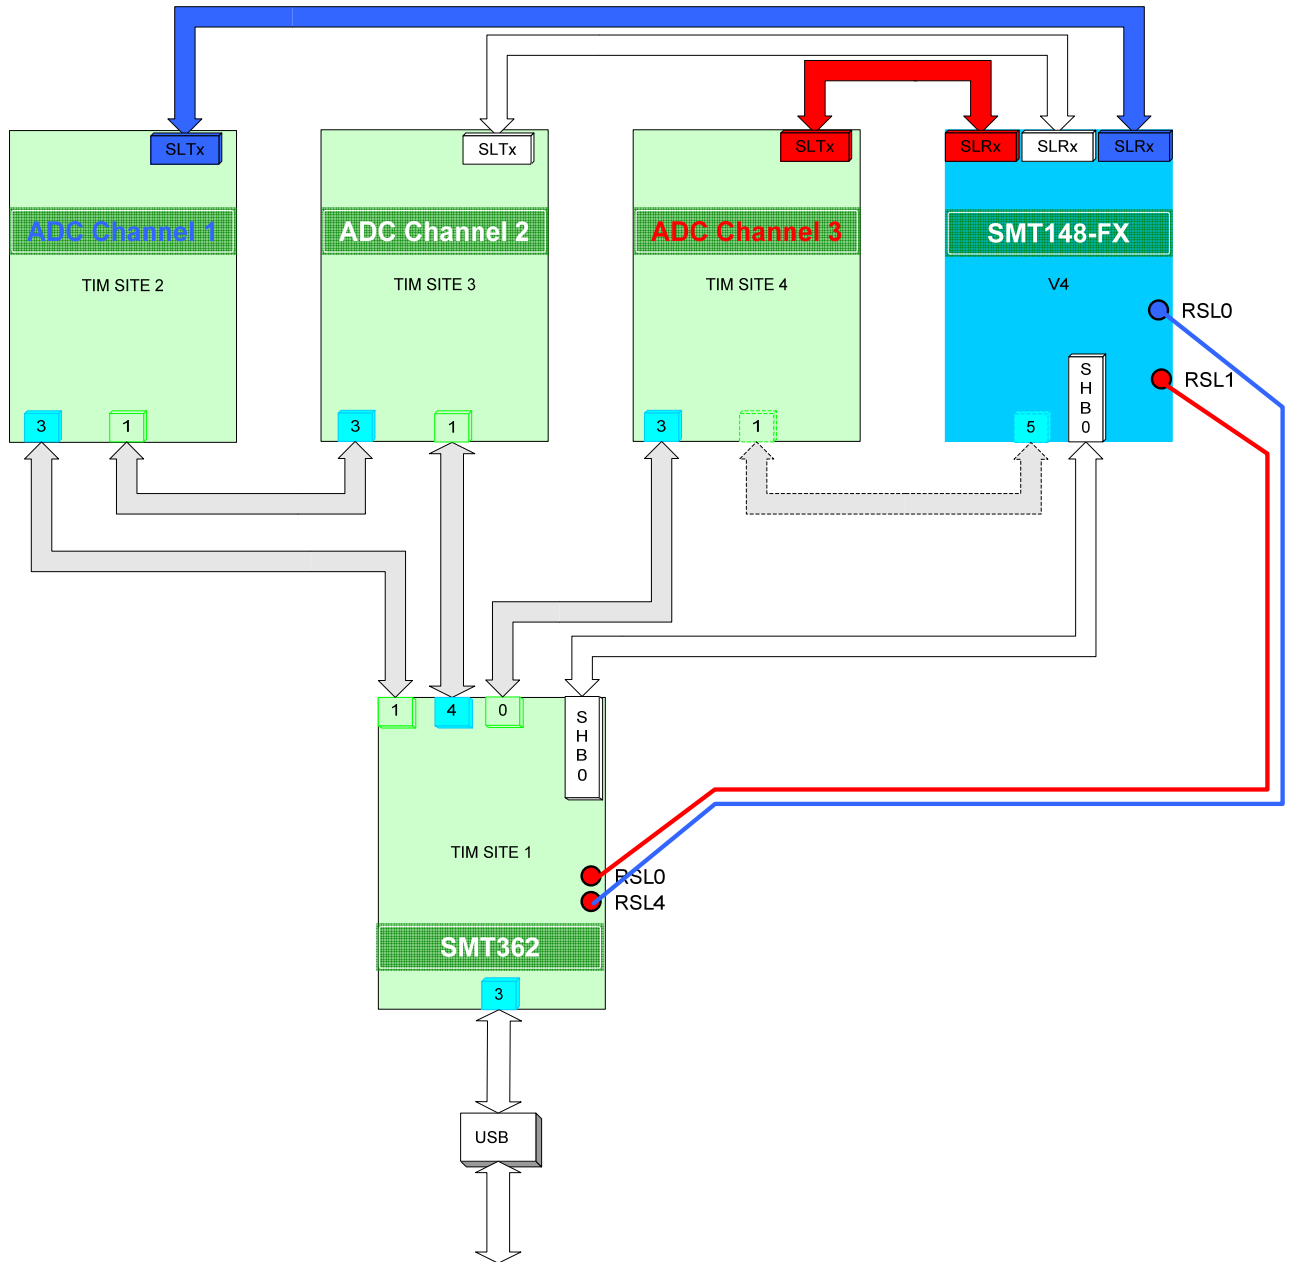 SLTx
SLTx
SLTx
SLRx
SLRx
SLRx
ADC Channel 1
ADC Channel 2
ADC Channel 3
SMT148-FX
TIM SITE 2
TIM SITE 3
TIM SITE 4
V4
RSL0
RSL1
S
H
B
0
3
1
3
1
3
1
5
1
4
0
S
H
B
0
TIM SITE 1
RSL0
RSL4
SMT362
3
USB